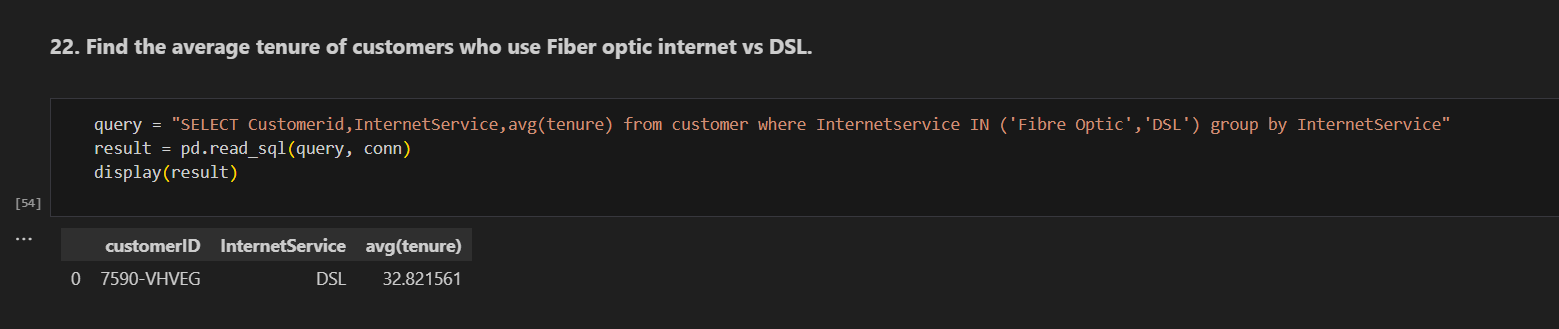 22. Find the average tenure of customers who use Fiber optic internet vs DSL.
query = "SELECT Customerid,InternetService,avg(tenure) from customer where Internetservice IN ('Fibre Optic','DSL') group by InternetService"
result = pd.read_sql(query, conn)
display(result)
[54]
...
customerID InternetService avg(tenure)
0 7590-VHVEG DSL 32.821561